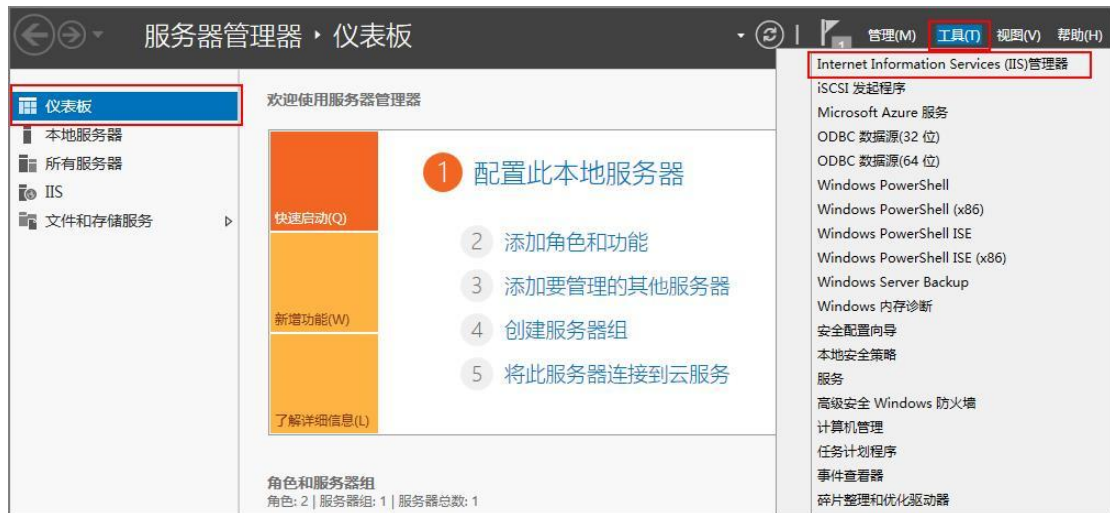 服务器管理器 ‣ 仪表板
1
管理(M) 工具(T) 视图(V) 帮助(H)
仪表板
本地服务器
所有服务器
IIS
文件和存储服务
欢迎使用服务器管理器
快速启动(Q)
新增功能(W)
了解详细信息(L)
1 配置此本地服务器
2 添加角色和功能
3 添加要管理的其他服务器
4 创建服务器组
5 将此服务器连接到云服务
角色和服务器组
角色: 2 | 服务器组: 1 | 服务器总数: 1
Internet Information Services (IIS)管理器
iSCSI 发起程序
Microsoft Azure 服务
ODBC 数据源(32 位)
ODBC 数据源(64 位)
Windows PowerShell
Windows PowerShell (x86)
Windows PowerShell ISE
Windows PowerShell ISE (x86)
Windows Server Backup
Windows 内存诊断
安全配置向导
本地安全策略
服务
高级安全 Windows 防火墙
计算机管理
任务计划程序
事件查看器
碎片整理和优化驱动器